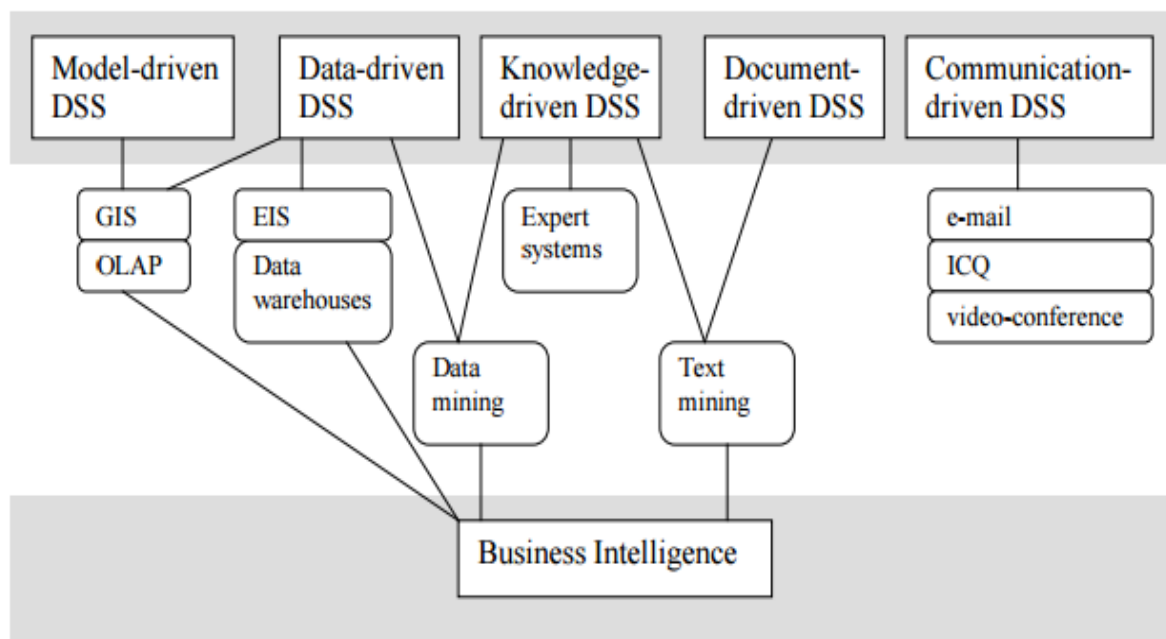 Model-driven
DSS
Data-driven
DSS
Knowledge-
driven DSS
Document-
driven DSS
Communication-
driven DSS
GIS
OLAP
EIS
Data
warehouses
Expert
systems
e-mail
ICQ
video-conference
Data
mining
Text
mining
Business Intelligence